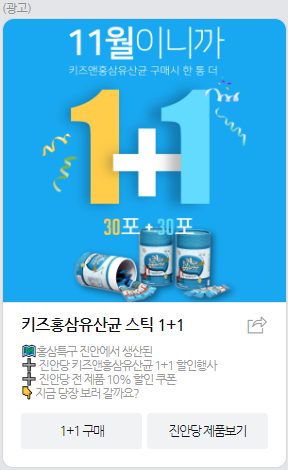 (광고)
11월이니까
키즈앤홍삼유산균 구매시 한 통 더
1+1
30포 + 30포
키즈홍삼유산균 스틱 1+1
홍삼특구 진안에서 생산된
➕ 진안당 키즈앤홍삼유산균 1+1 할인행사
➕ 진안당 전 제품 10% 할인 쿠폰
👇 지금 당장 보러 갈까요?
1+1 구매
진안당 제품보기